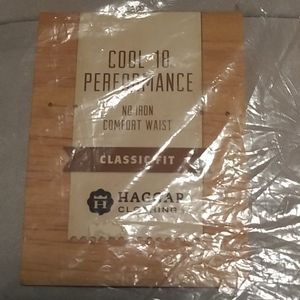 COOL 18
PERFORMANCE
NO IRON
COMFORT WAIST
CLASSIC FIT
H
HAGGAR
CLOTHING